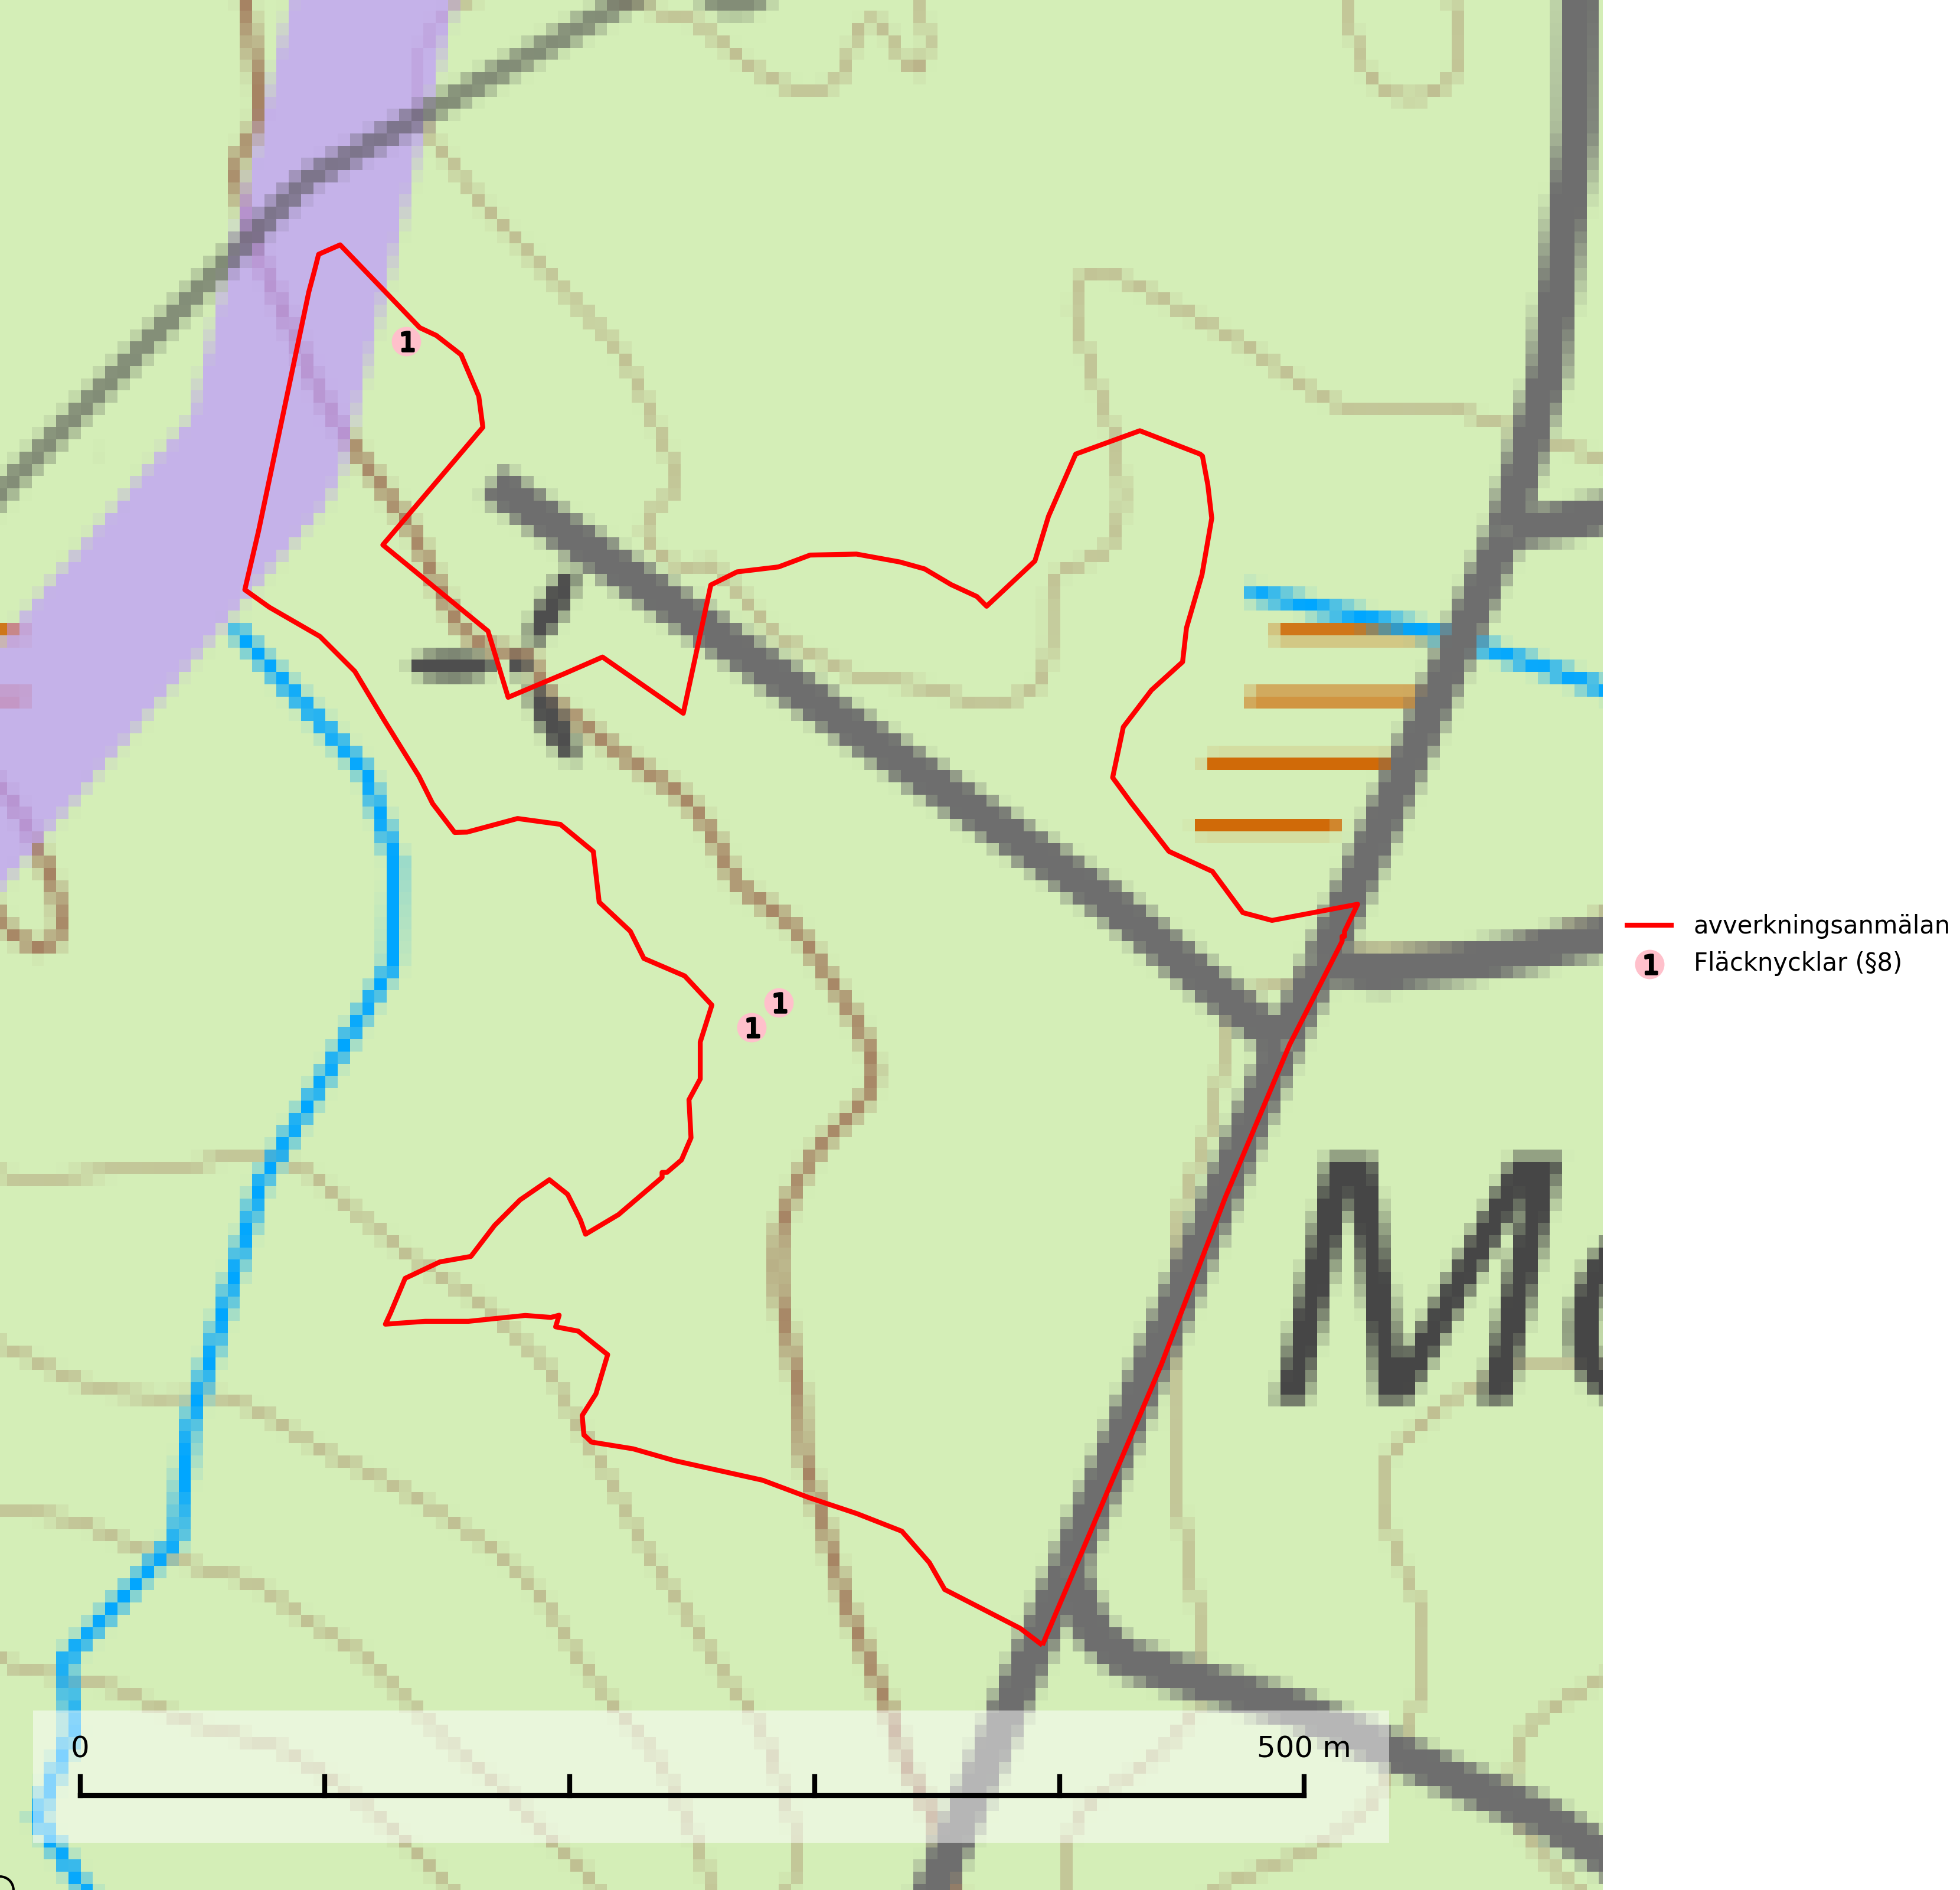 1
1
1
M
avverkningsanmälan
1 Fläcknycklar (§8)
0 500 m